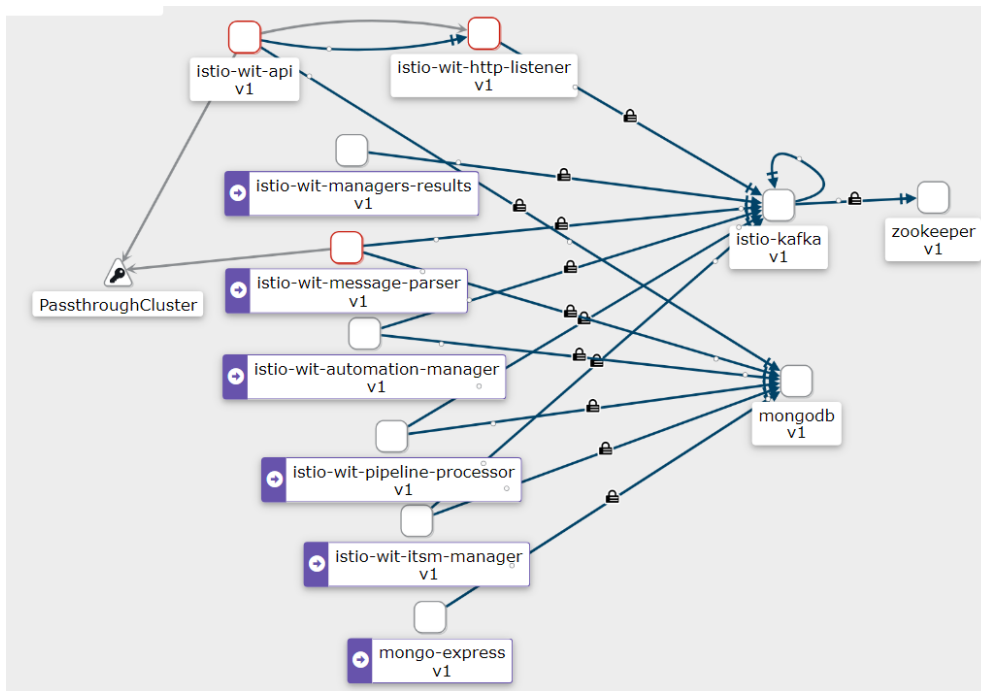 istio-wit-api
v1
istio-wit-http-listener
v1
istio-wit-managers-results
v1
istio-kafka
v1
zookeeper
v1
istio-wit-message-parser
v1
PassthroughCluster
istio-wit-automation-manager
v1
mongodb
v1
istio-wit-pipeline-processor
v1
istio-wit-itsm-manager
v1
mongo-express
v1